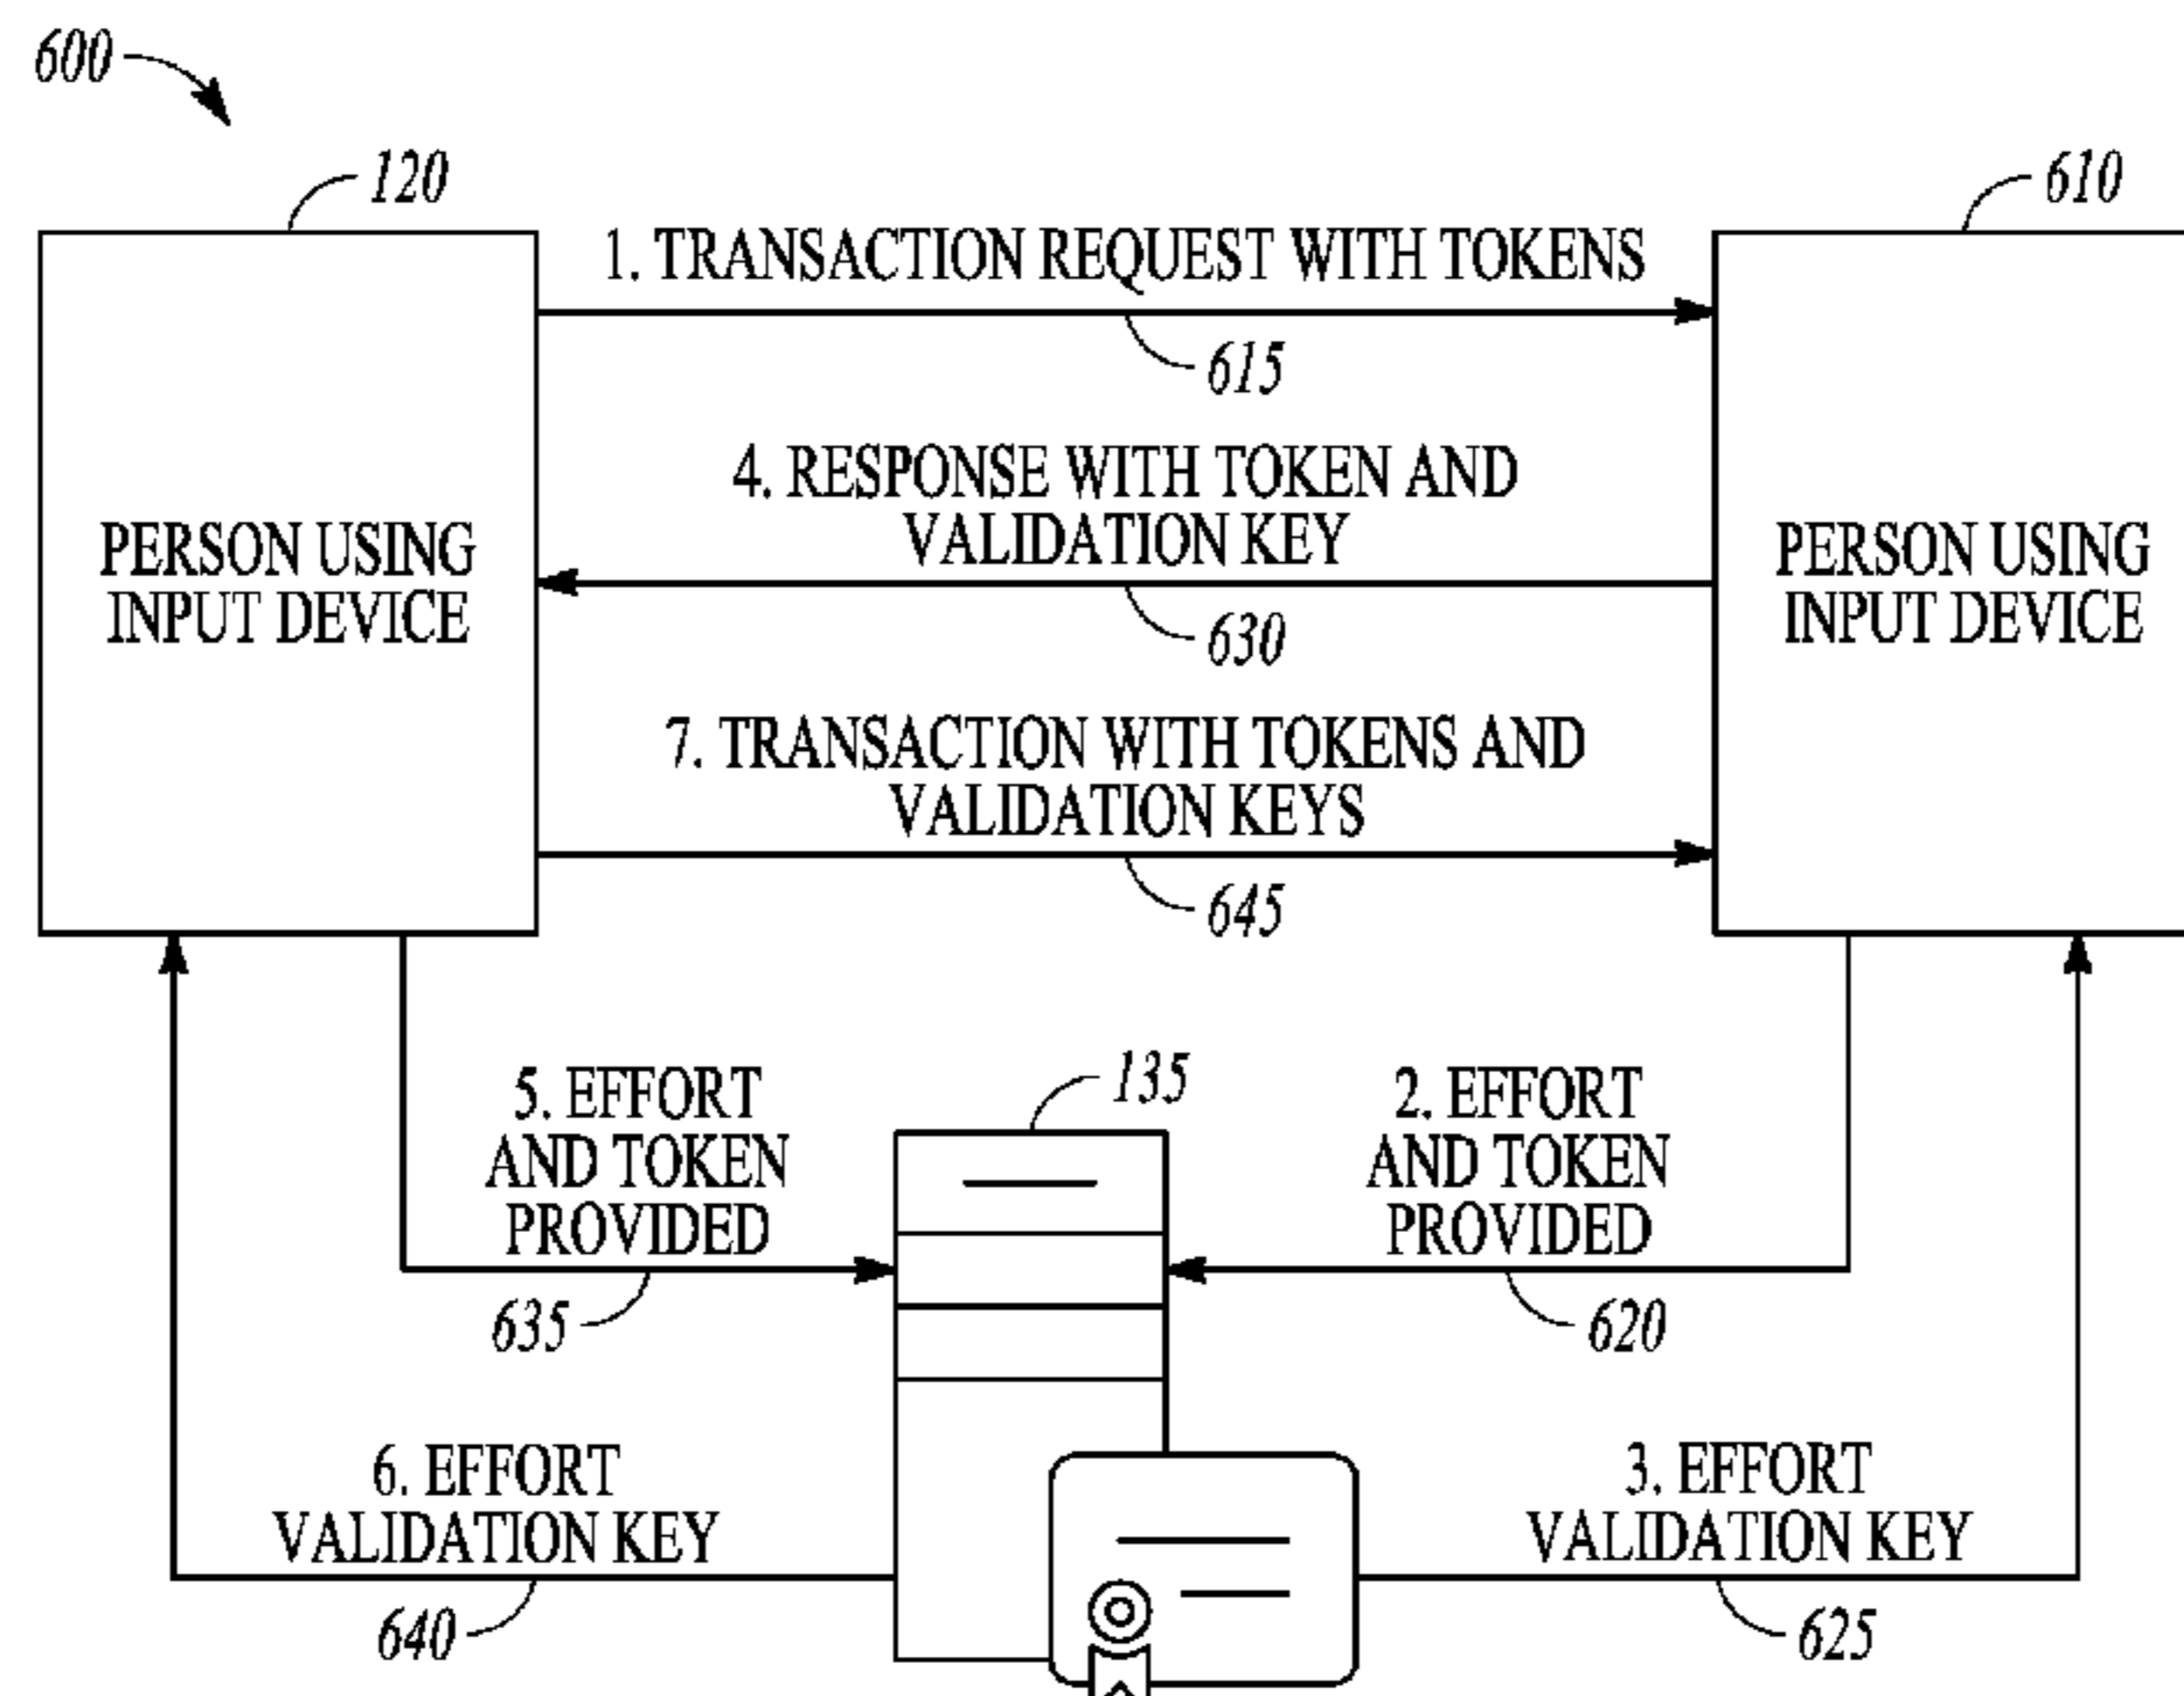 600
120
610
1. TRANSACTION REQUEST WITH TOKENS
615
4. RESPONSE WITH TOKEN AND
VALIDATION KEY
PERSON USING
INPUT DEVICE
PERSON USING
INPUT DEVICE
630
7. TRANSACTION WITH TOKENS AND
VALIDATION KEYS
645
135
5. EFFORT
AND TOKEN
PROVIDED
2. EFFORT
AND TOKEN
PROVIDED
635
620
6. EFFORT
VALIDATION KEY
3. EFFORT
VALIDATION KEY
640
625